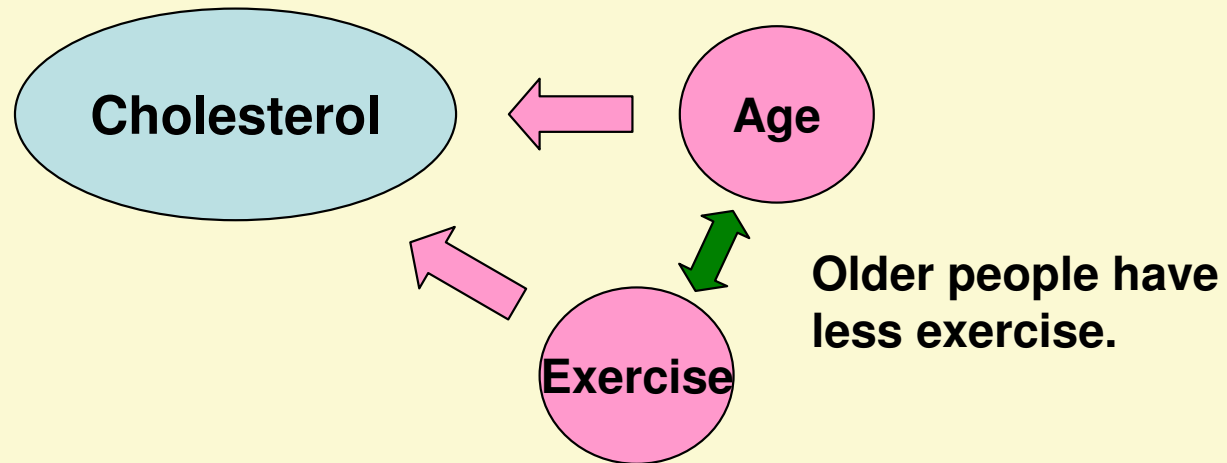 Cholesterol
Age
Exercise
Older people have
less exercise.